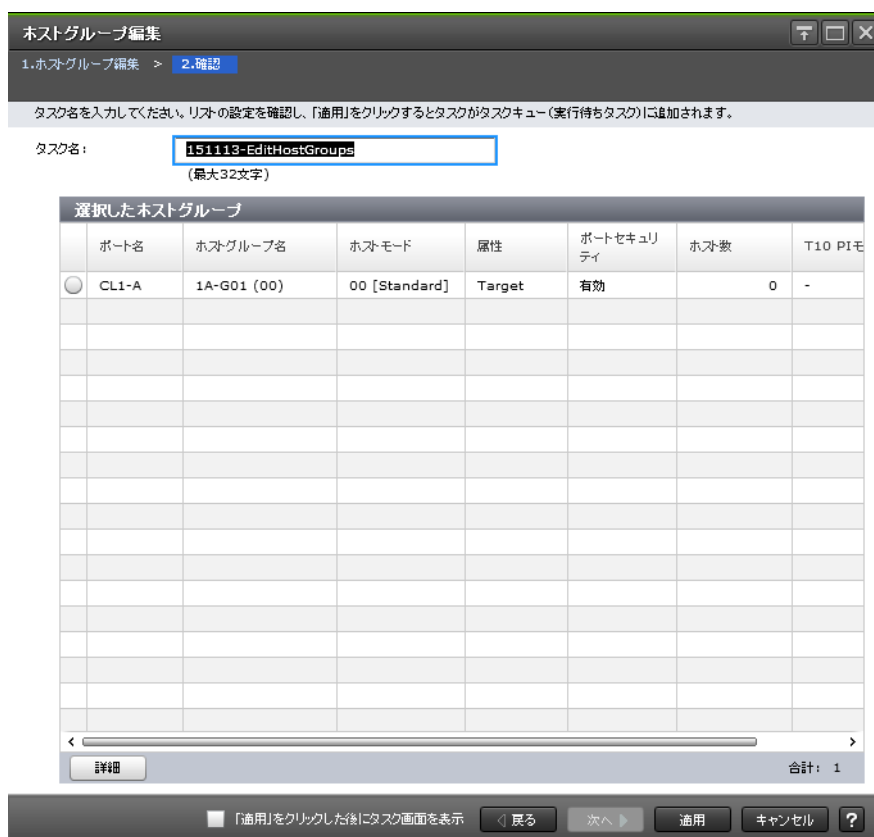 ホストグループ編集
1.ホストグループ編集 > 2.確認
タスク名を入力してください。リストの設定を確認し、「適用」をクリックするとタスクがタスクキュー(実行待ちタスク)に追加されます。
タスク名: 151113-EditHostGroups
(最大32文字)
選択したホストグループ
ポート名 ホストグループ名 ホストモード 属性 ポートセキュリティ ホスト数 T10 PIモ
CL1-A 1A-G01 (00) 00 [Standard] Target 有効 0 -
詳細 合計: 1
「適用」をクリックした後にタスク画面を表示 戻る 次へ 適用 キャンセル ?